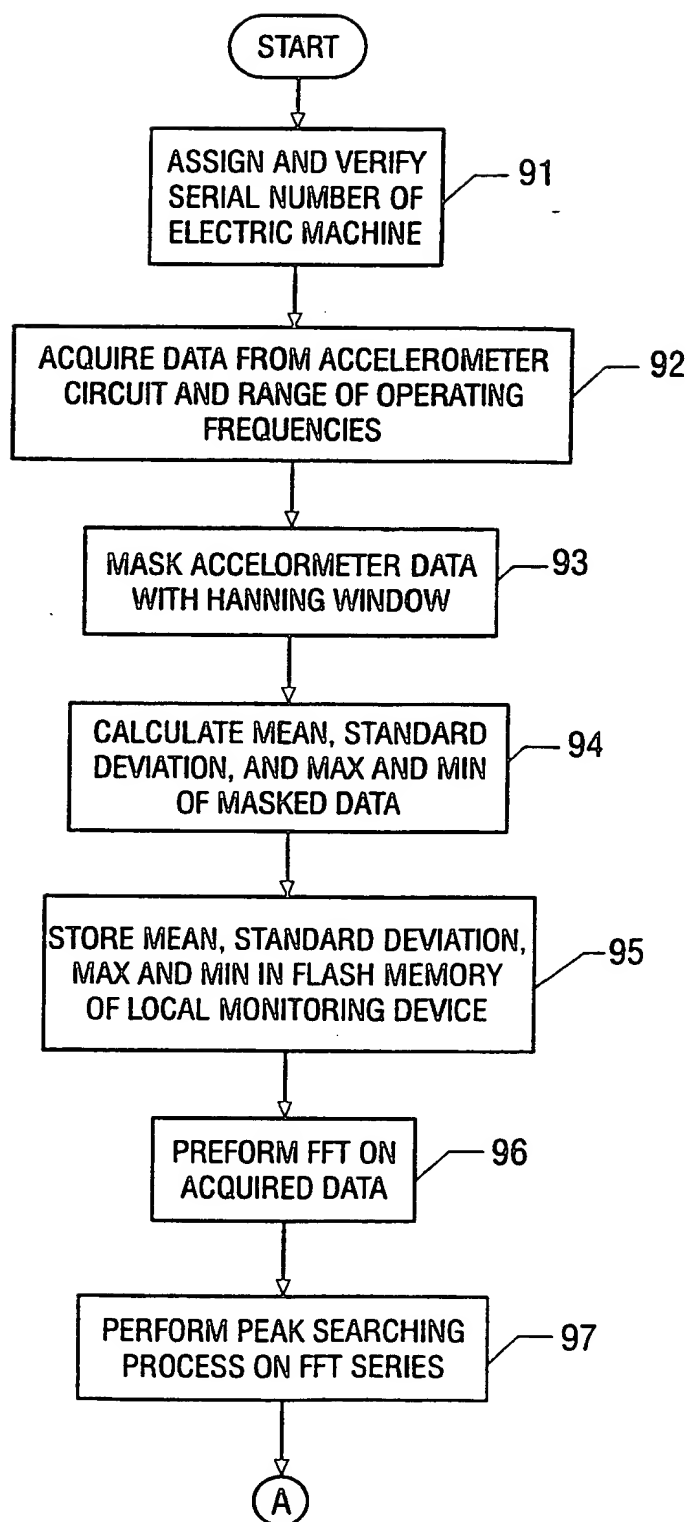 START
ASSIGN AND VERIFY
SERIAL NUMBER OF
ELECTRIC MACHINE
91
ACQUIRE DATA FROM ACCELEROMETER
CIRCUIT AND RANGE OF OPERATING
FREQUENCIES
92
MASK ACCELORMETER DATA
WITH HANNING WINDOW
93
CALCULATE MEAN, STANDARD
DEVIATION, AND MAX AND MIN
OF MASKED DATA
94
STORE MEAN, STANDARD DEVIATION,
MAX AND MIN IN FLASH MEMORY
OF LOCAL MONITORING DEVICE
95
PREFORM FFT ON
ACQUIRED DATA
96
PERFORM PEAK SEARCHING
PROCESS ON FFT SERIES
97
A